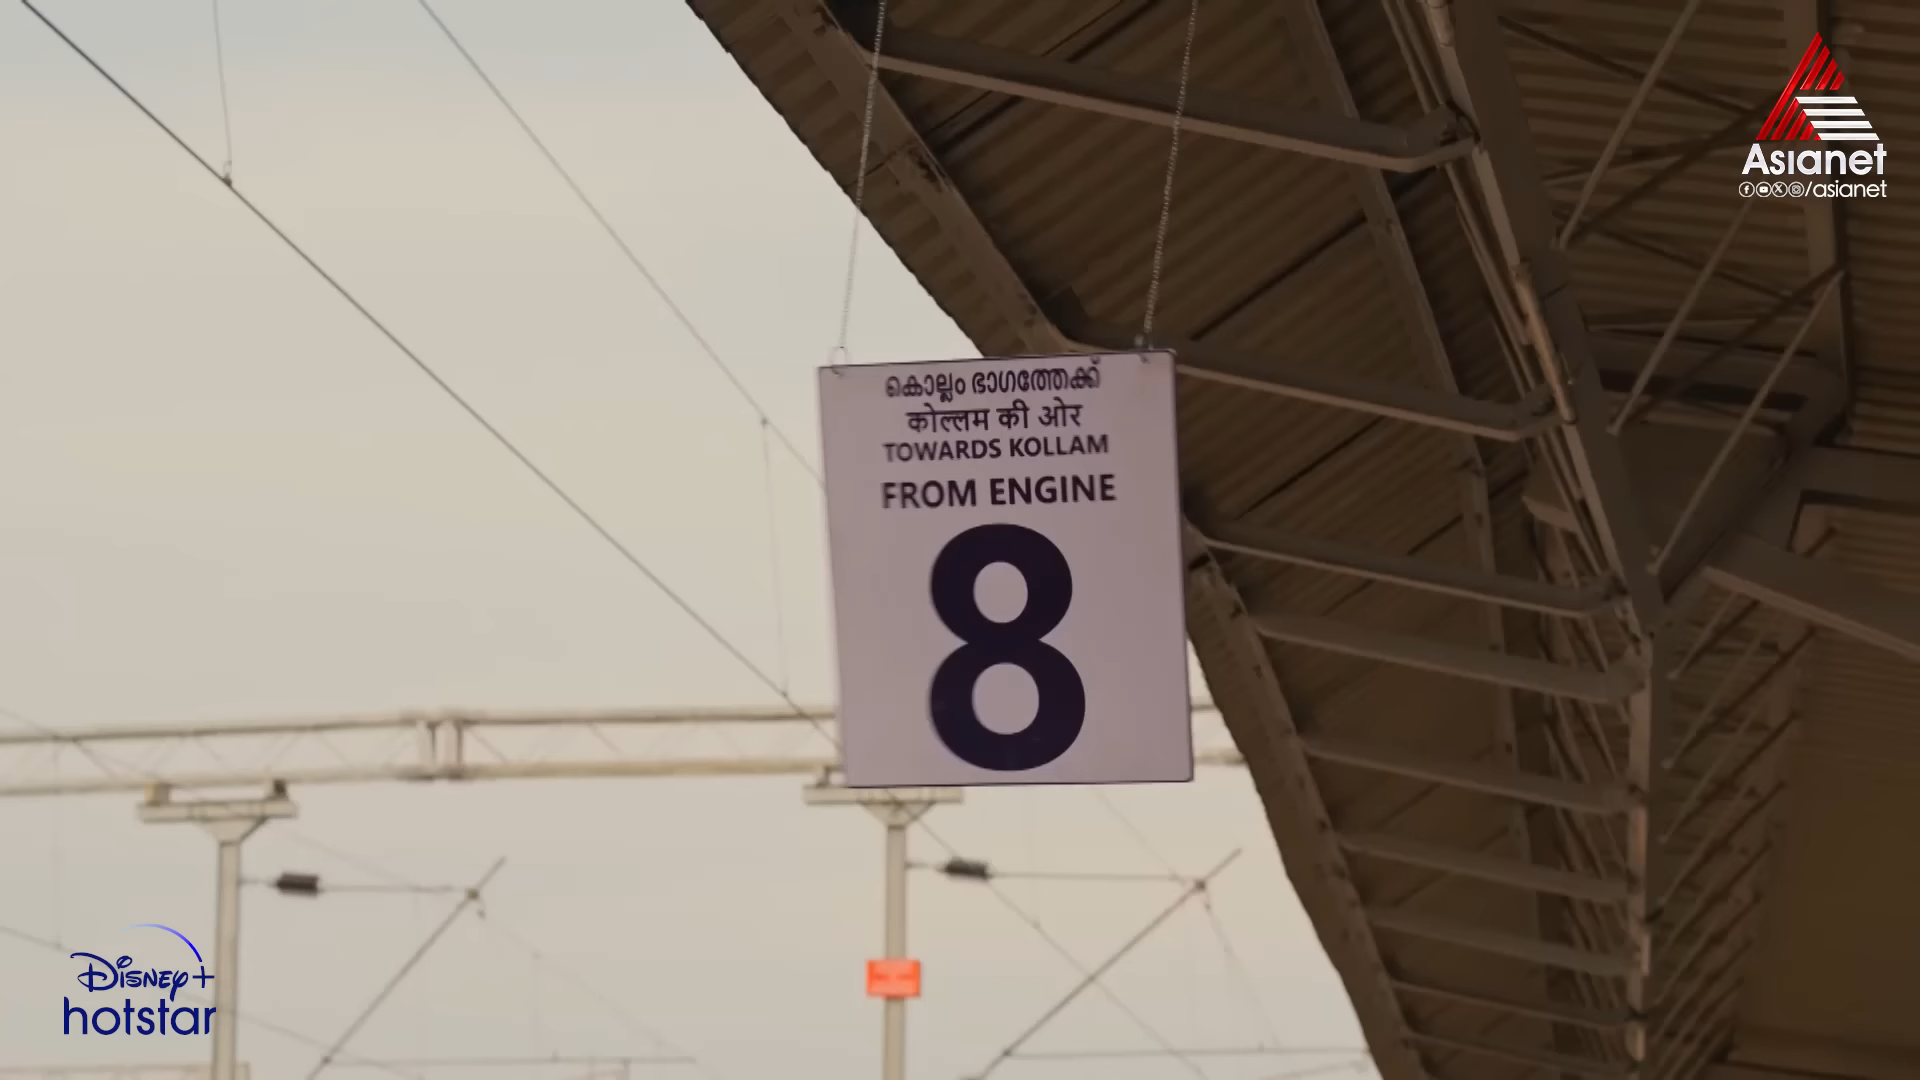 Asianet
/asianet
കൊല്ലം ഭാഗത്തേക്ക്
कोल्लम की ओर
TOWARDS KOLLAM
FROM ENGINE
8
Disney+
hotstar